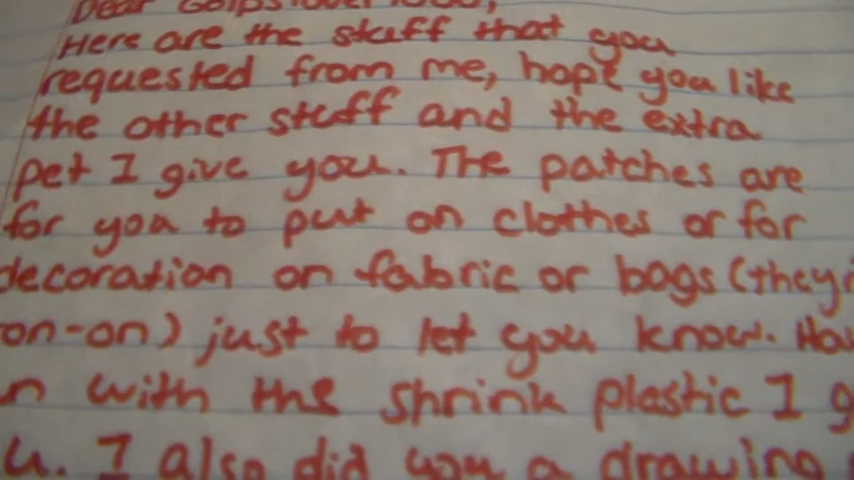 Dear
Here are the stuff that you
requested from me, hope you like
the other stuff and the extra
pet I give you. The patches are
for you to put on clothes or for
decoration on fabric or bags (they
on-on) just to let you know. Ha
n with the shrink plastic I g
u. I also did you a drawing